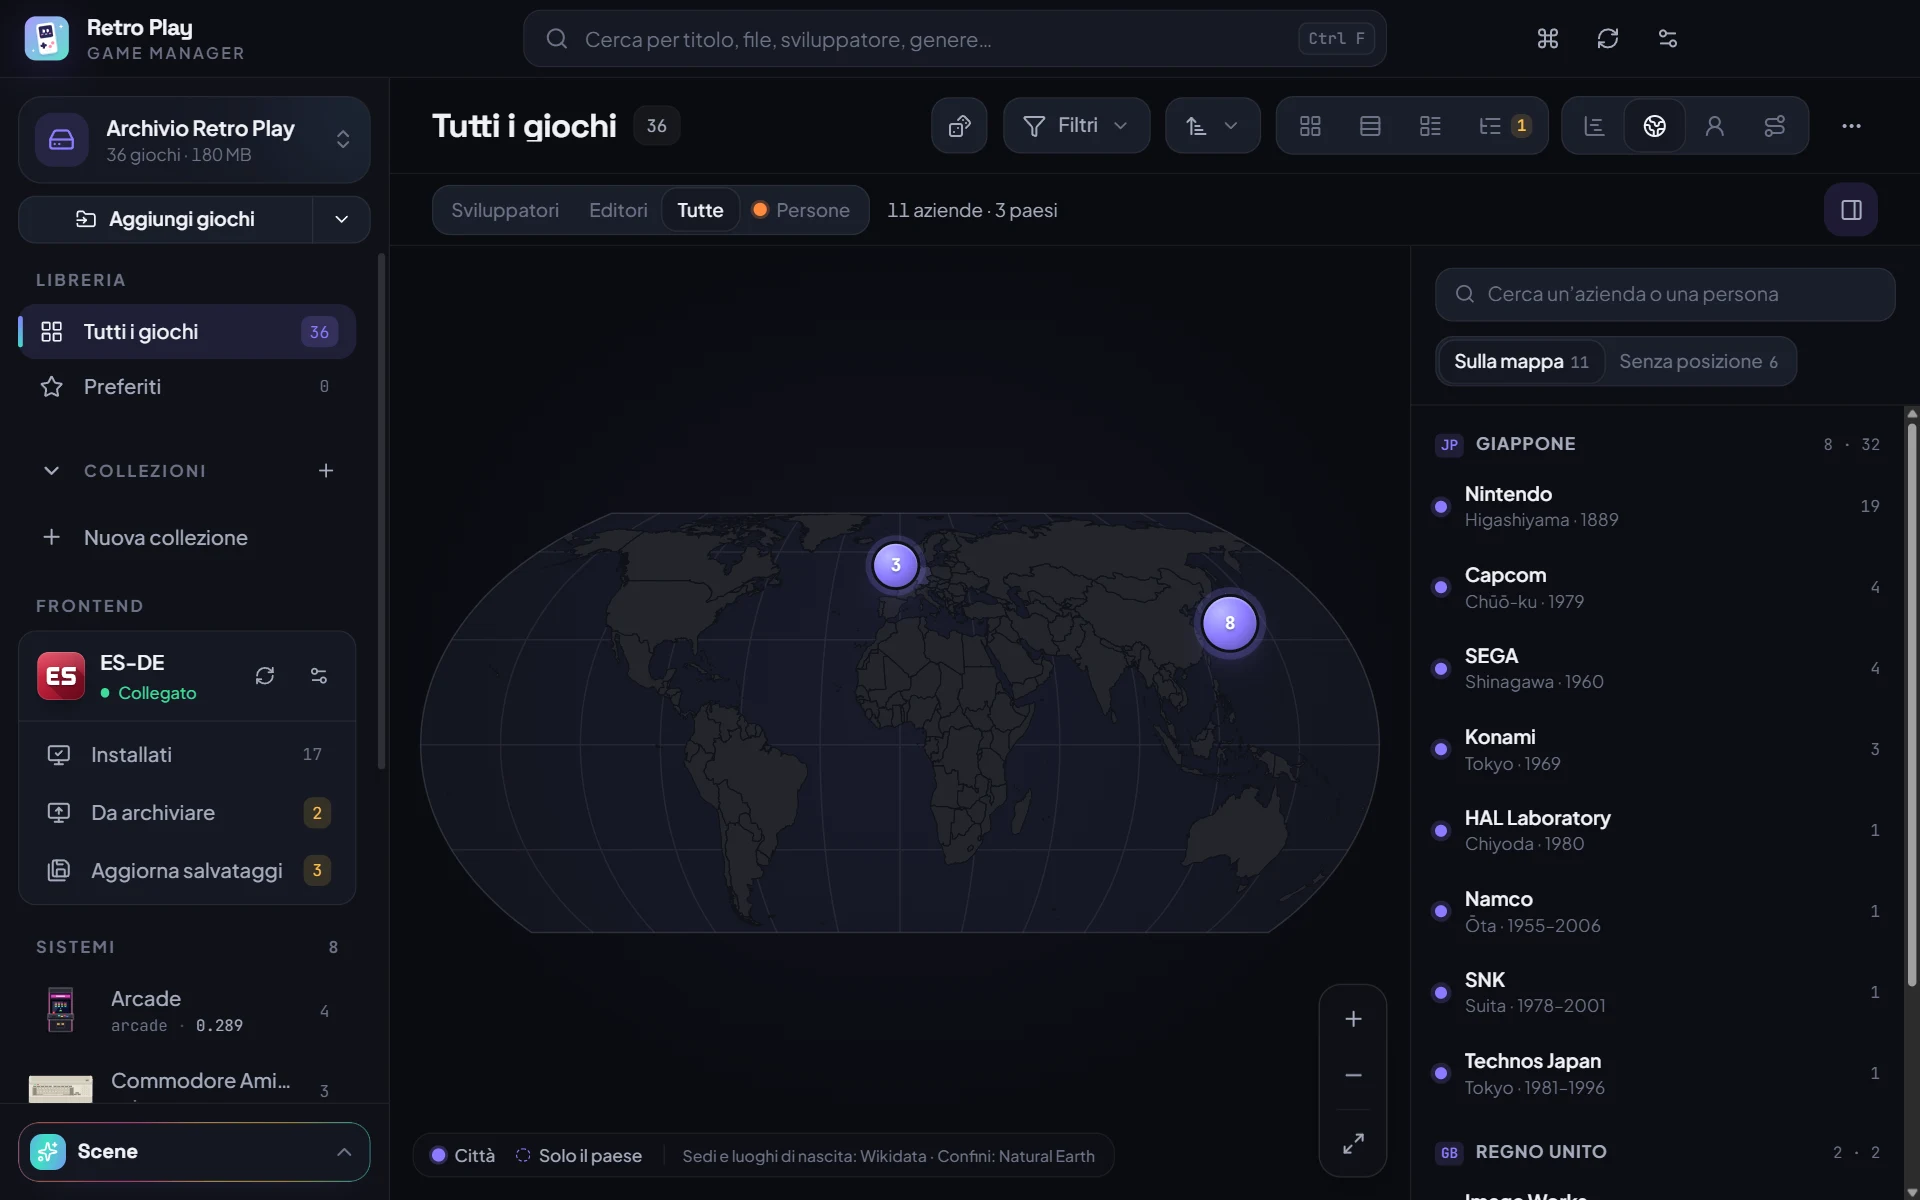 Retro Play
GAME MANAGER
Cerca per titolo, file, sviluppatore, genere...
Ctrl F
Archivio Retro Play
36 giochi · 180 MB
Aggiungi giochi
LIBRERIA
Tutti i giochi 36
Preferiti 0
COLLEZIONI
Nuova collezione
FRONTEND
ES
ES-DE
Collegato
Installati 17
Da archiviare 2
Aggiorna salvataggi 3
SISTEMI 8
Arcade
arcade · 0.289
4
Commodore Ami...
3
Scene
Tutti i giochi 36
Filtri
1
Sviluppatori Editori Tutte Persone 11 aziende · 3 paesi
3
8
Città Solo il paese Sedi e luoghi di nascita: Wikidata · Confini: Natural Earth
Cerca un'azienda o una persona
Sulla mappa 11 Senza posizione 6
JP GIAPPONE 8 · 32
Nintendo
Higashiyama · 1889
19
Capcom
Chūō-ku · 1979
4
SEGA
Shinagawa · 1960
4
Konami
Tokyo · 1969
3
HAL Laboratory
Chiyoda · 1980
1
Namco
Ōta · 1955–2006
1
SNK
Suita · 1978–2001
1
Technos Japan
Tokyo · 1981–1996
1
GB REGNO UNITO 2 · 2
Image Works